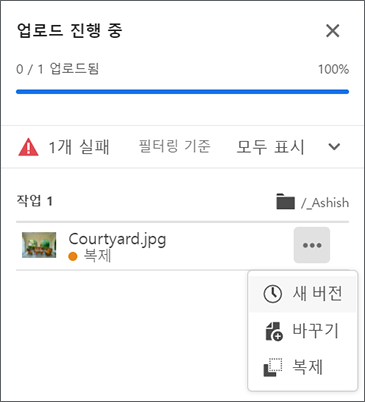 업로드 진행 중
0 / 1 업로드됨 100%
1개 실패 필터링 기준 모두 표시
작업 1 /_Ashish
Courtyard.jpg
복제
새 버전
바꾸기
복제